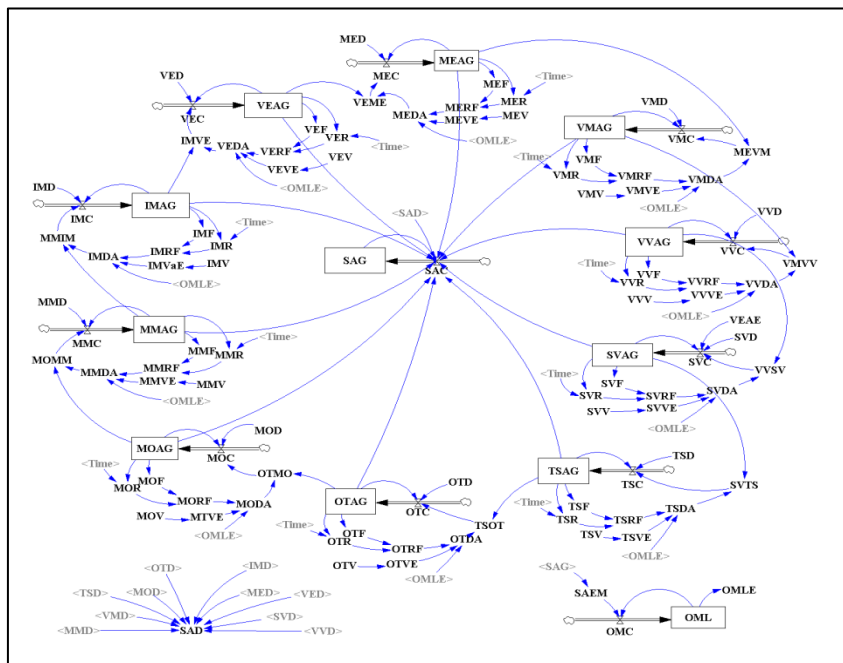 MED
MEAG
MEC
MEF
<Time>
VED
VEME
MERF
MER
VEAG
MEDA
MEVE
MEV
VMD
VEC
VEF
VMAG
IMVE
VER
<OMLE>
VMC
VEDA
VERF
<Time>
<Time>
VMF
MEVM
VEVE
VEV
VMR
VMRF
VMDA
IMD
<OMLE>
VMV
VMVE
IMAG
<OMLE>
IMC
<SAD>
VVD
MMIM
IMF
<Time>
VVAG
IMDA
IMRF
IMR
SAG
VVC
VMVV
IMVaE
IMV
SAC
<Time>
VVF
<OMLE>
VVR
VVRF
VVDA
VVV
VVVE
MMD
<OMLE>
MMAG
VEAE
MMC
<Time>
SVD
MOMM
MMF
SVAG
MMR
SVC
VVSV
MMDA
MMRF
<Time>
MMVE
MMV
SVF
<OMLE>
SVR
SVRF
SVDA
SVV
SVVE
MOD
<OMLE>
MOAG
MOC
TSD
<Time>
OTMO
TSAG
MOF
OTD
TSC
SVTS
MOR
OTAG
MORF
MODA
OTC
<Time>
TSF
MOV
MTVE
<Time>
TSOT
TSR
TSRF
TSDA
<OMLE>
OTF
TSV
TSVE
OTR
OTRF
OTDA
<OMLE>
OTV
OTVE
<OMLE>
<OTD>
<IMD>
<SAG>
<TSD>
<MOD>
<MED>
<VED>
SAEM
OMLE
<VMD>
<SVD>
OML
<MMD>
SAD
<VVD>
OMC